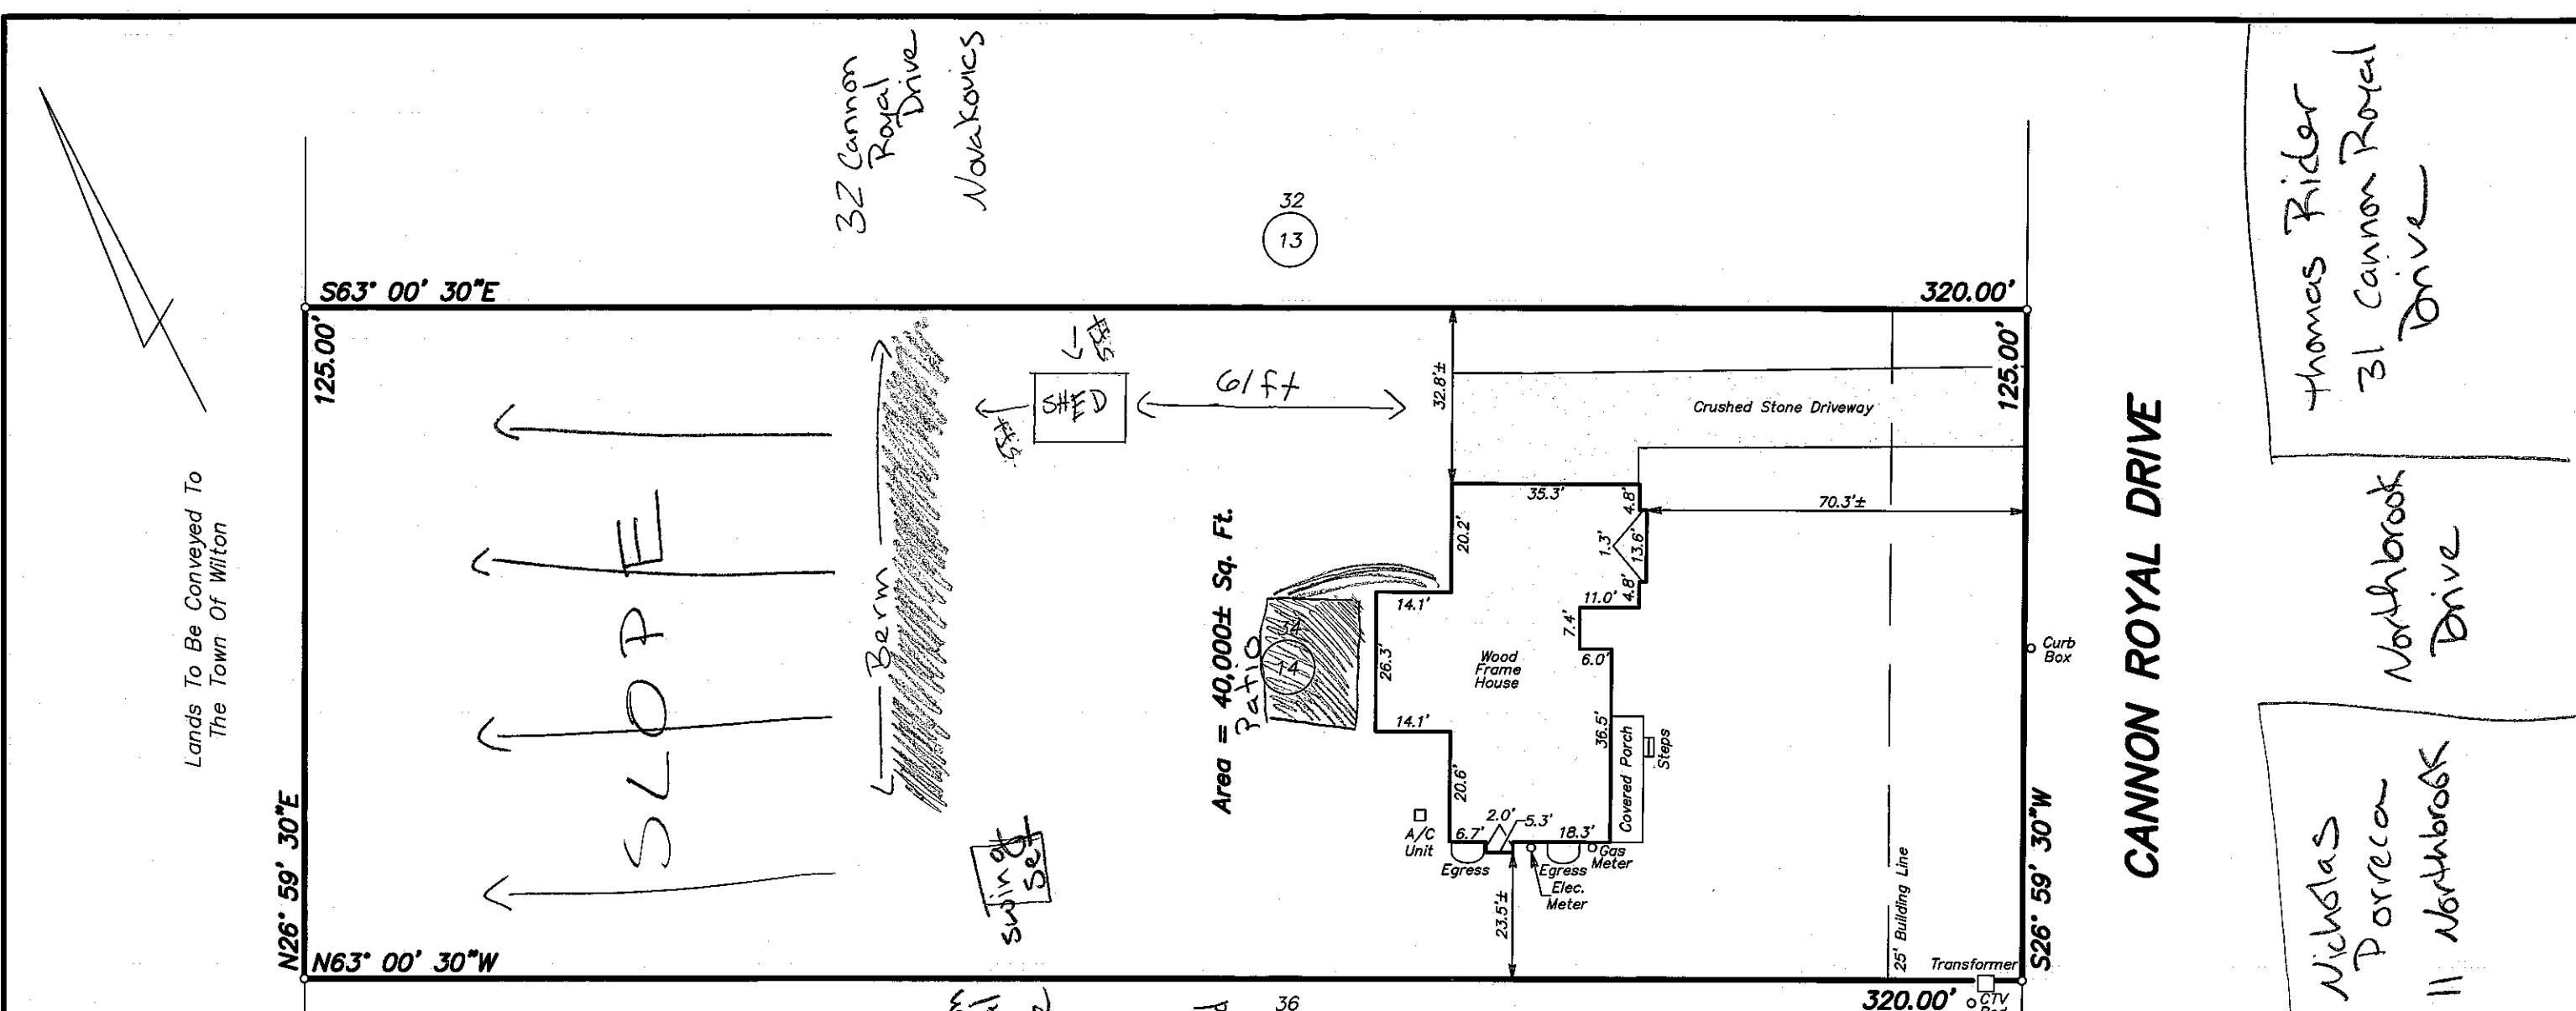 32 Cannon
Royal
Drive
Novakovics
32
13
thomas Rider
31 Cannon Royal
Drive
S63° 00' 30"E
320.00'
125.00'
125.00'
Lands To Be Conveyed To
The Town Of Wilton
SLOPE
Berm
5ft
5ft
SHED
61ft
32.8'±
Crushed Stone Driveway
35.3'
4.8'
70.3'±
20.2'
1.3'
13.6'
4.8'
14.1'
11.0'
7.4'
6.0'
26.3'
Wood
Frame
House
34
14
Patio
Area = 40,000± Sq. Ft.
14.1'
36.5'
Covered Porch
Steps
20.6'
A/C
Unit
6.7'
2.0'
5.3'
18.3'
Egress
Egress
Gas
Meter
Elec.
Meter
23.5'±
25' Building Line
Curb
Box
CANNON ROYAL DRIVE
Northbrook
Drive
Nicholas
Porreca
11 Northbrook
swing
Set
N26° 59' 30"E
N63° 00' 30"W
S26° 59' 30"W
Transformer
320.00'
CTV
36